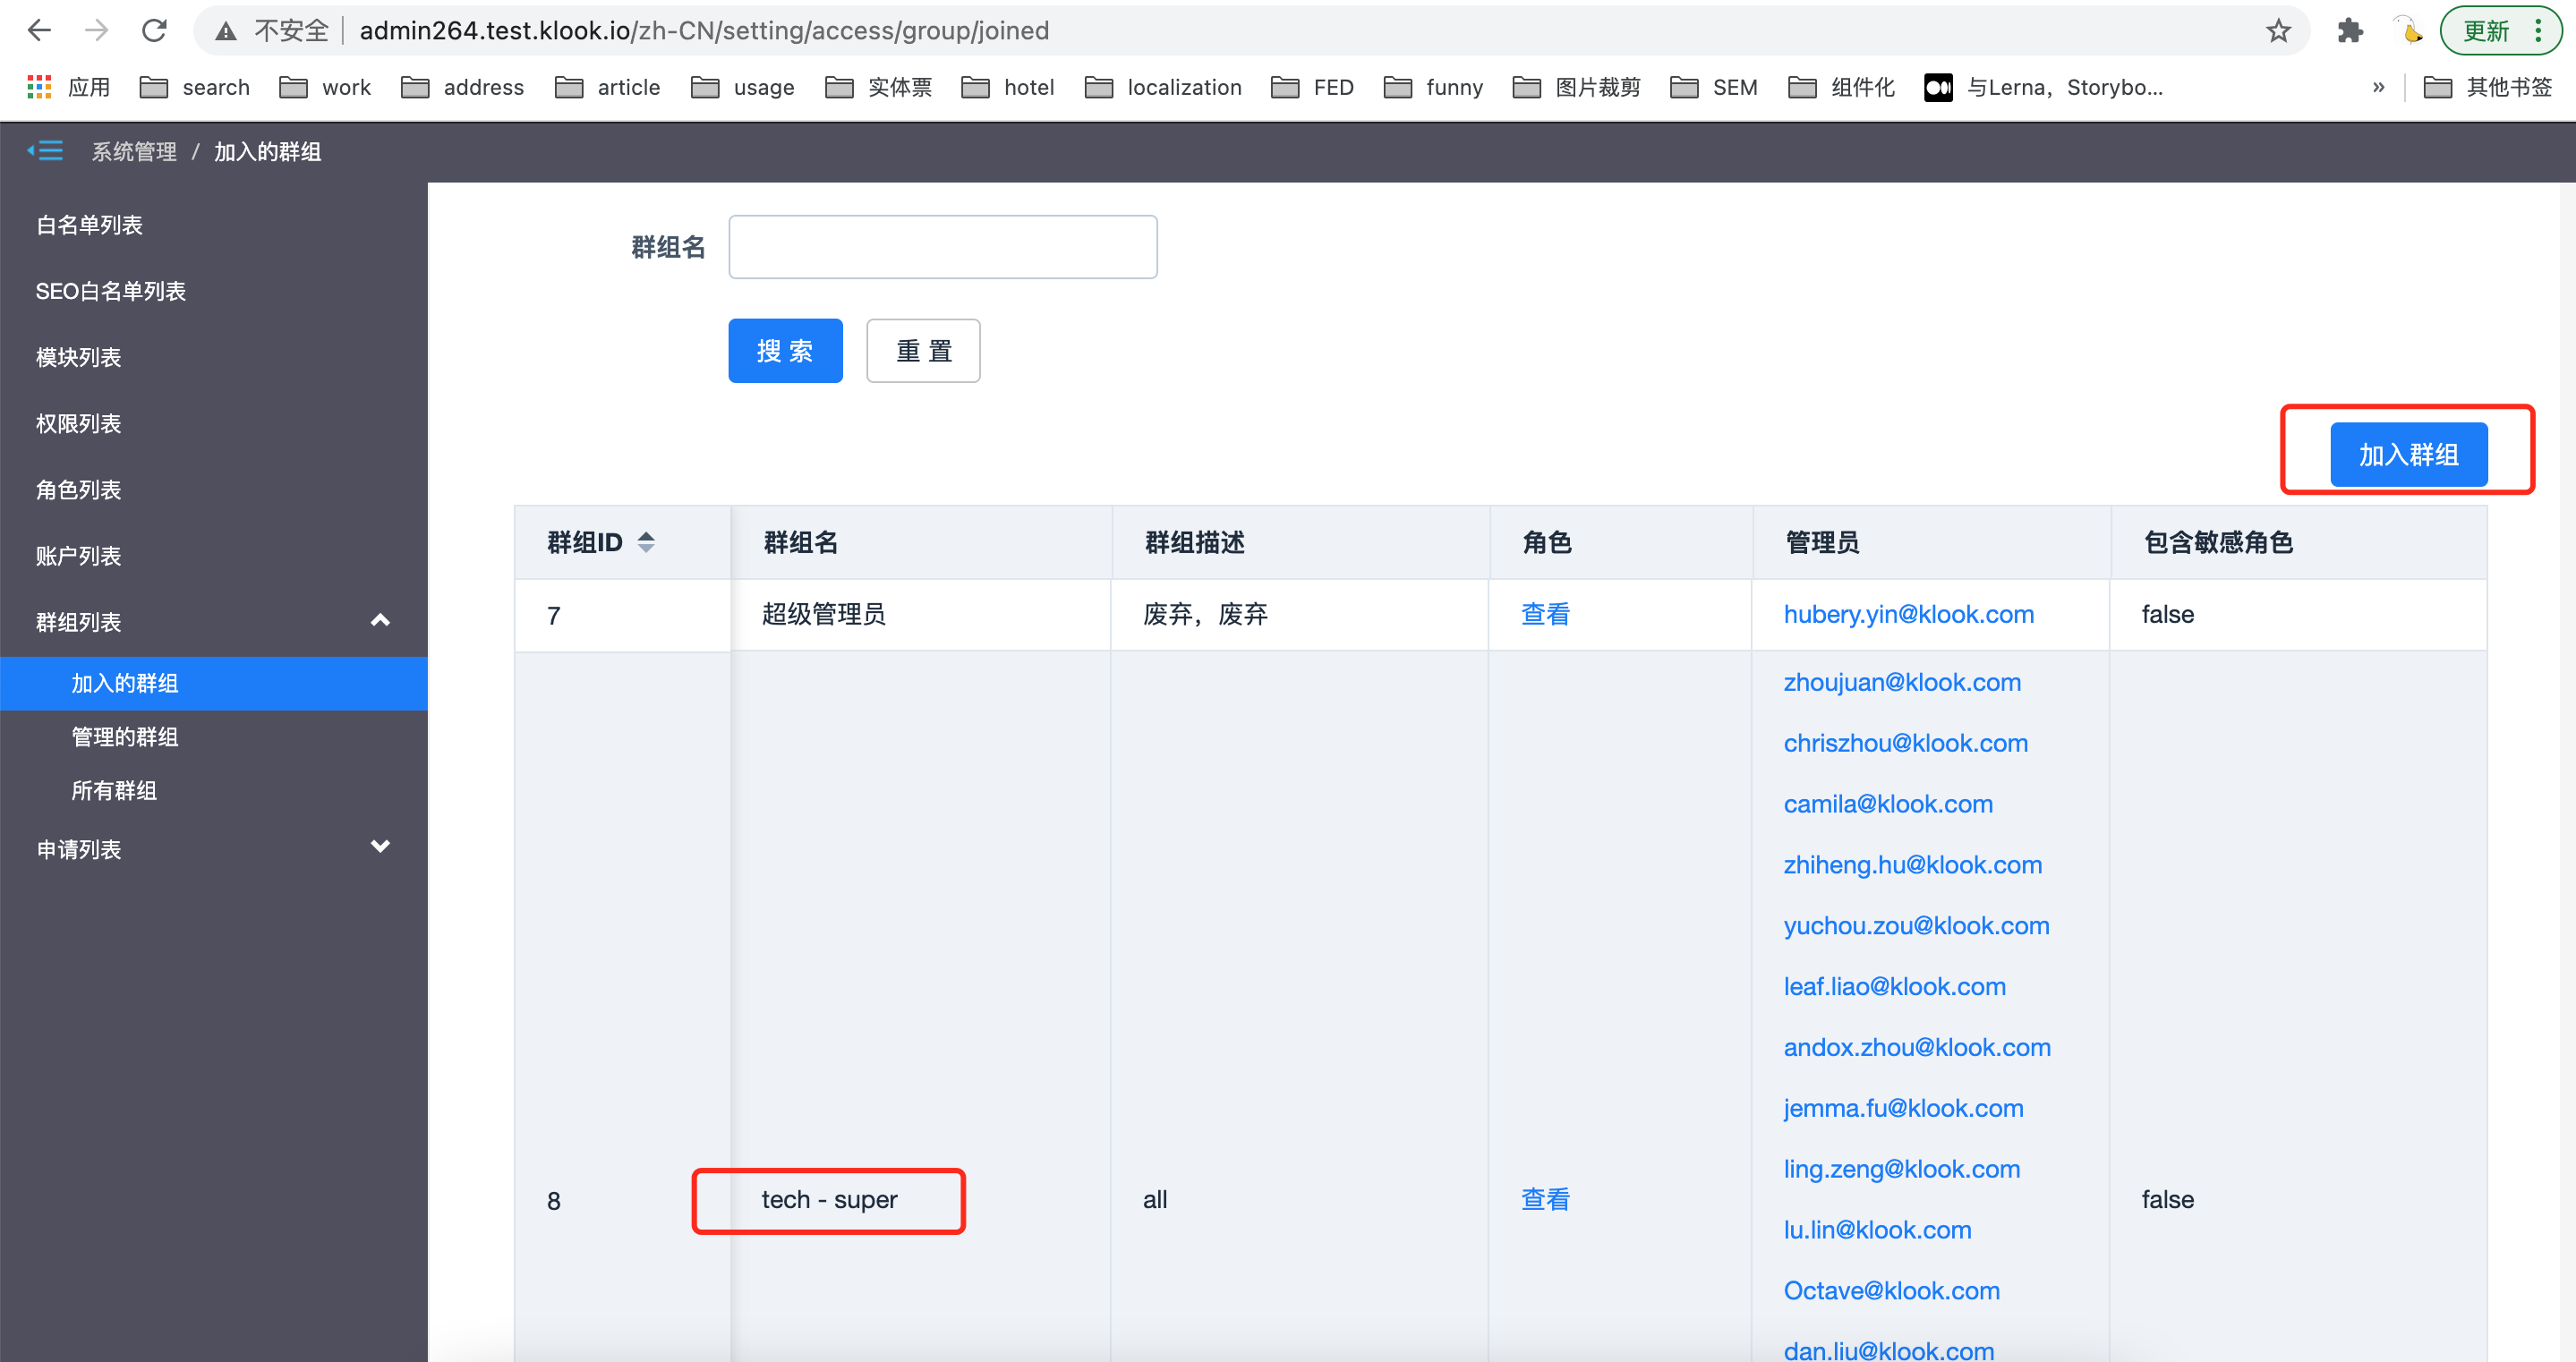 不安全 admin264.test.klook.io/zh-CN/setting/access/group/joined 更新
应用 search work address article usage 实体票 hotel localization FED funny 图片裁剪 SEM 组件化 与Lerna，Storybo... » 其他书签
系统管理 / 加入的群组
白名单列表
SEO白名单列表
模块列表
权限列表
角色列表
账户列表
群组列表
加入的群组
管理的群组
所有群组
申请列表
群组名
搜 索 重 置
加入群组
群组ID 群组名 群组描述 角色 管理员 包含敏感角色
7 超级管理员 废弃，废弃 查看 hubery.yin@klook.com false
zhoujuan@klook.com
chriszhou@klook.com
camila@klook.com
zhiheng.hu@klook.com
yuchou.zou@klook.com
leaf.liao@klook.com
andox.zhou@klook.com
jemma.fu@klook.com
ling.zeng@klook.com
8 tech - super all 查看 false
lu.lin@klook.com
Octave@klook.com
dan.liu@klook.com